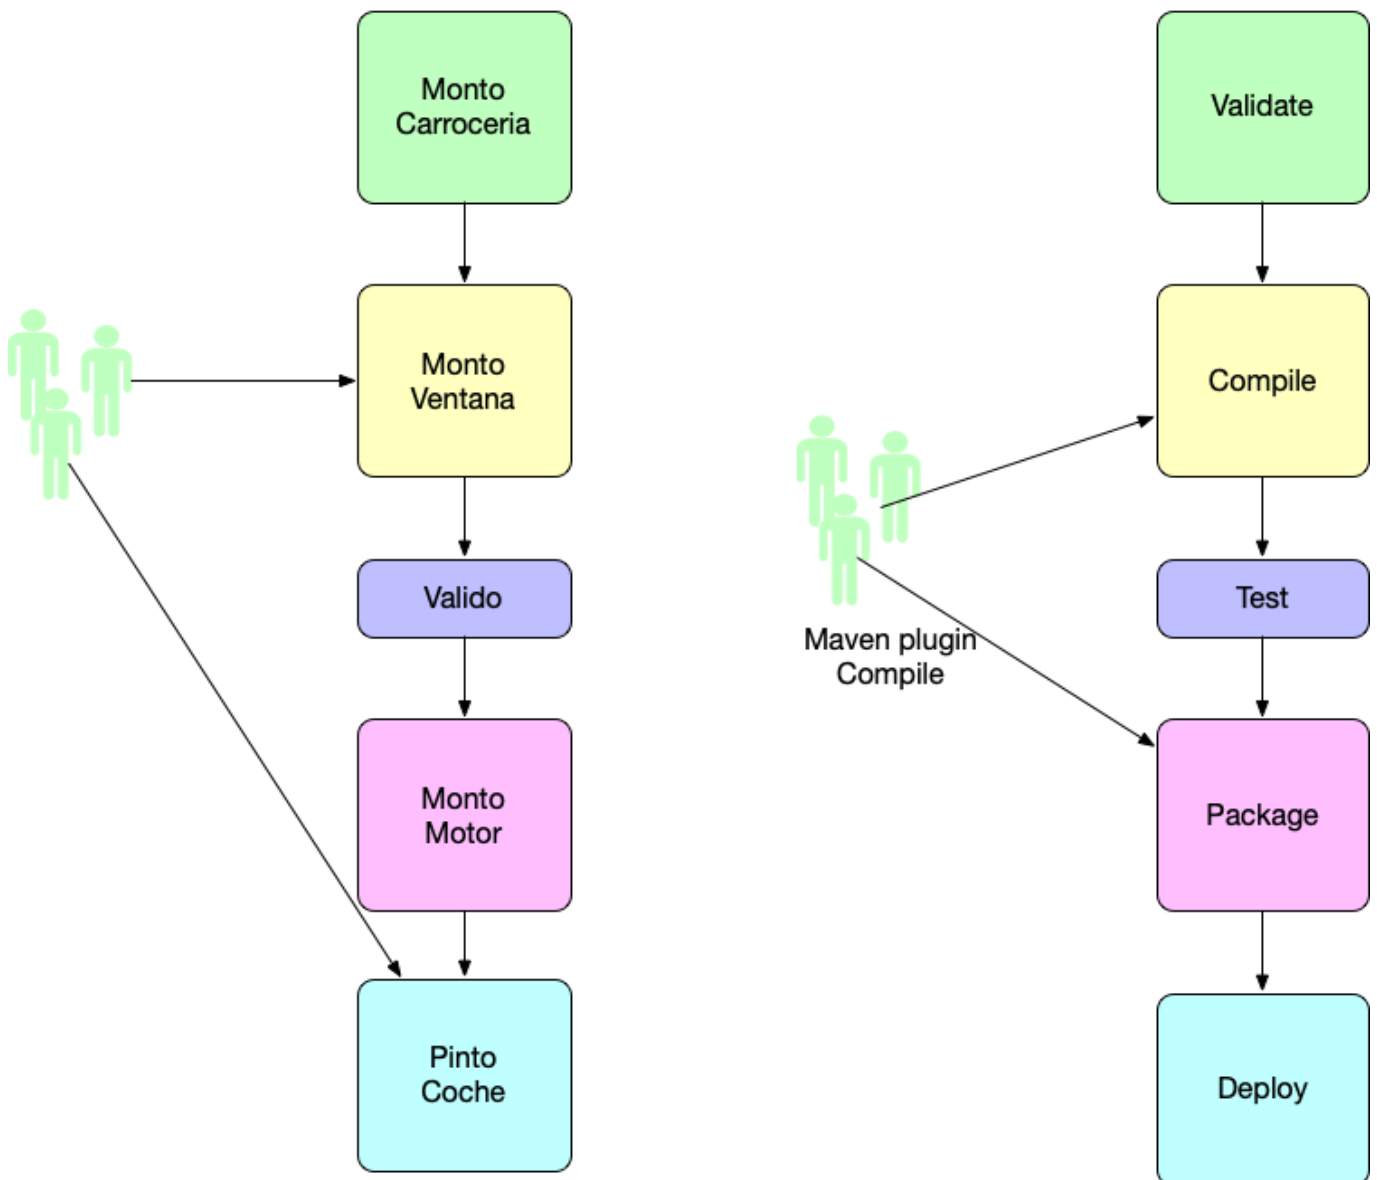 Monto
Carroceria
Monto
Ventana
Valido
Monto
Motor
Pinto
Coche
Validate
Compile
Test
Maven plugin
Compile
Package
Deploy